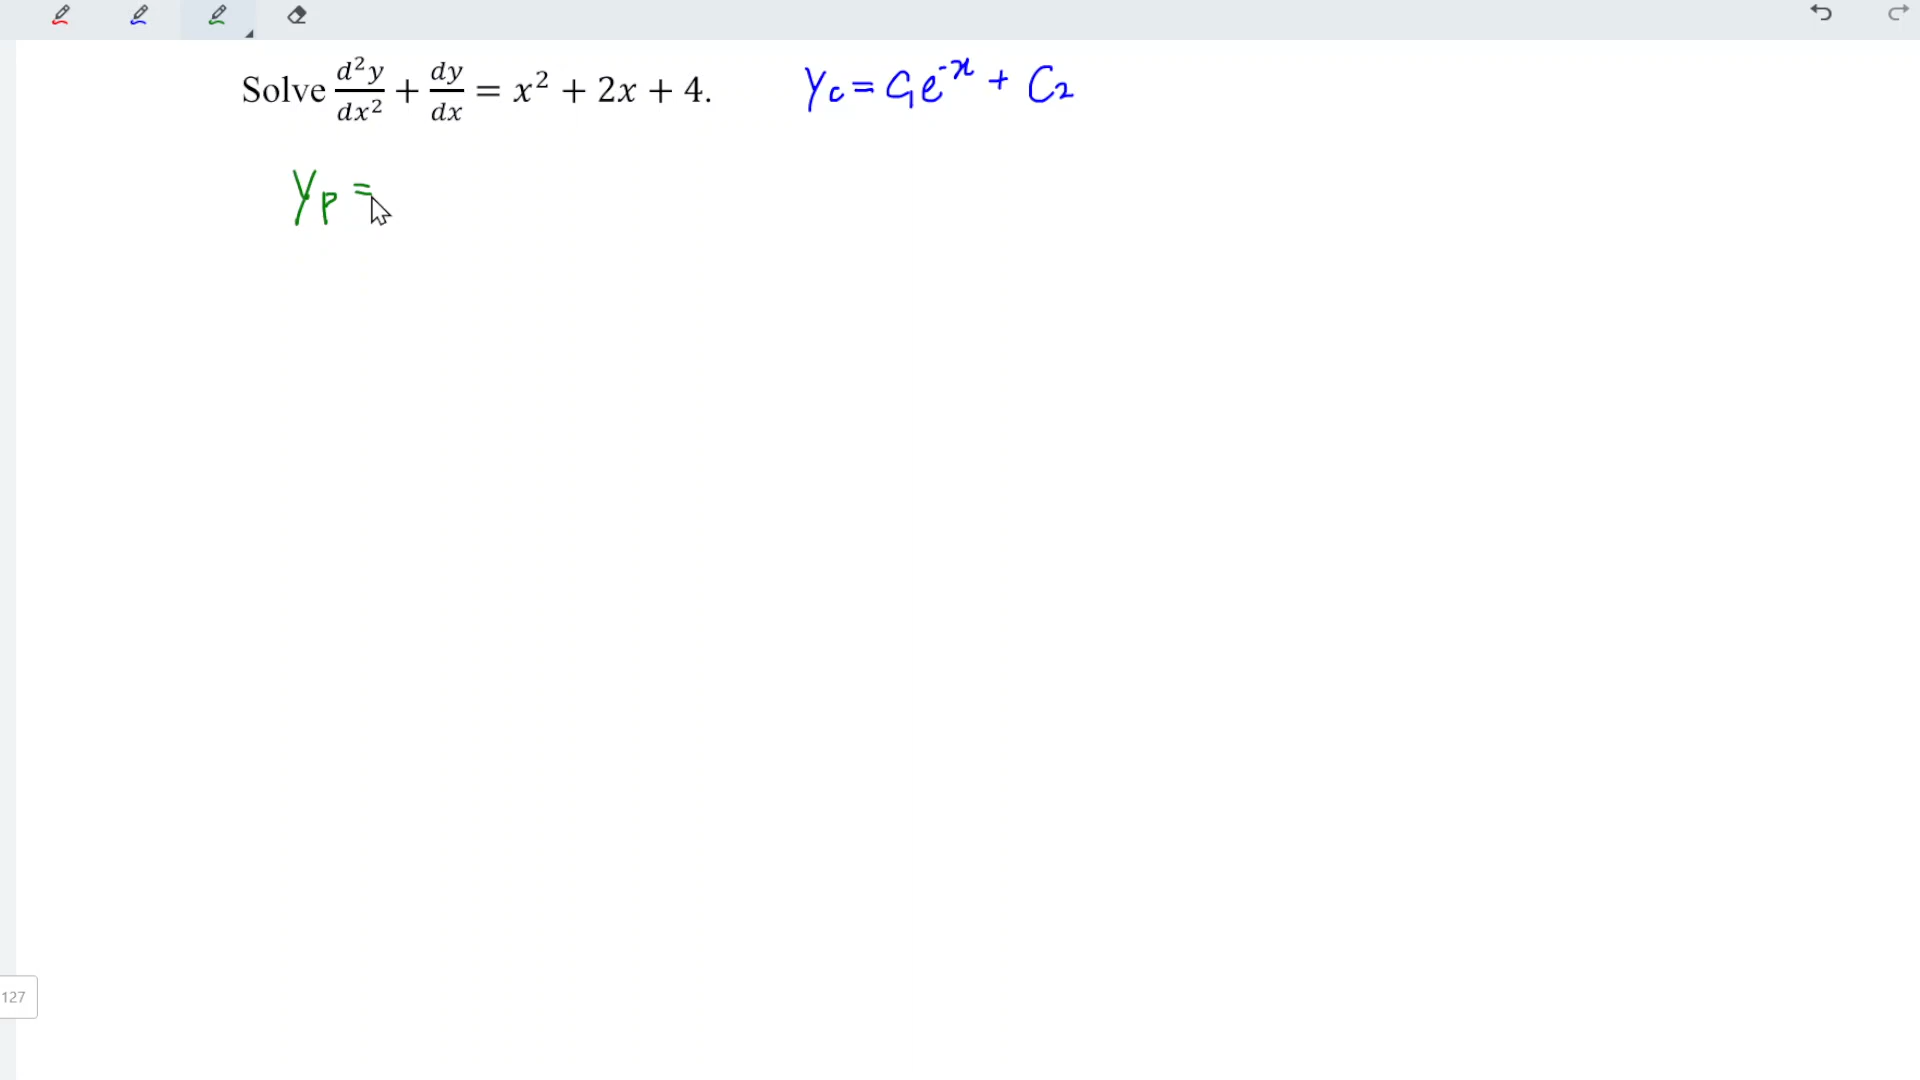 Solve d²y/dx² + dy/dx = x² + 2x + 4. Yc = C₁e⁻ˣ + C₂
Yp =
127